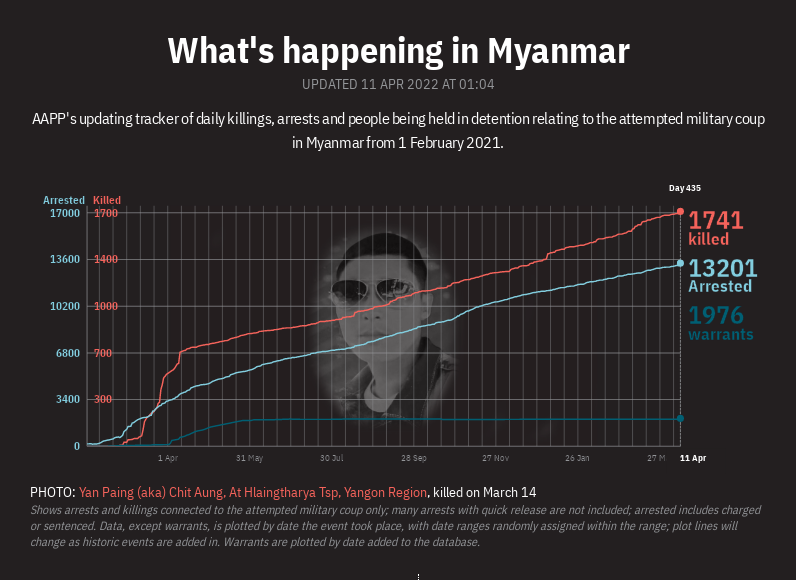 What's happening in Myanmar
UPDATED 11 APR 2022 AT 01:04
AAPP's updating tracker of daily killings, arrests and people being held in detention relating to the attempted military coup
in Myanmar from 1 February 2021.
Day 435
Arrested Killed
17000 1700
1741
killed
13600 1400
13201
Arrested
10200 1000
1976
warrants
6800 700
3400 300
0
1 Apr 31 May 30 Jul 28 Sep 27 Nov 26 Jan 27 M 11 Apr
PHOTO: Yan Paing (aka) Chit Aung, At Hlaingtharya Tsp, Yangon Region, killed on March 14
Shows arrests and killings connected to the attempted military coup only; many arrests with quick release are not included; arrested includes charged
or sentenced. Data, except warrants, is plotted by date the event took place, with date ranges randomly assigned within the range; plot lines will
change as historic events are added in. Warrants are plotted by date added to the database.